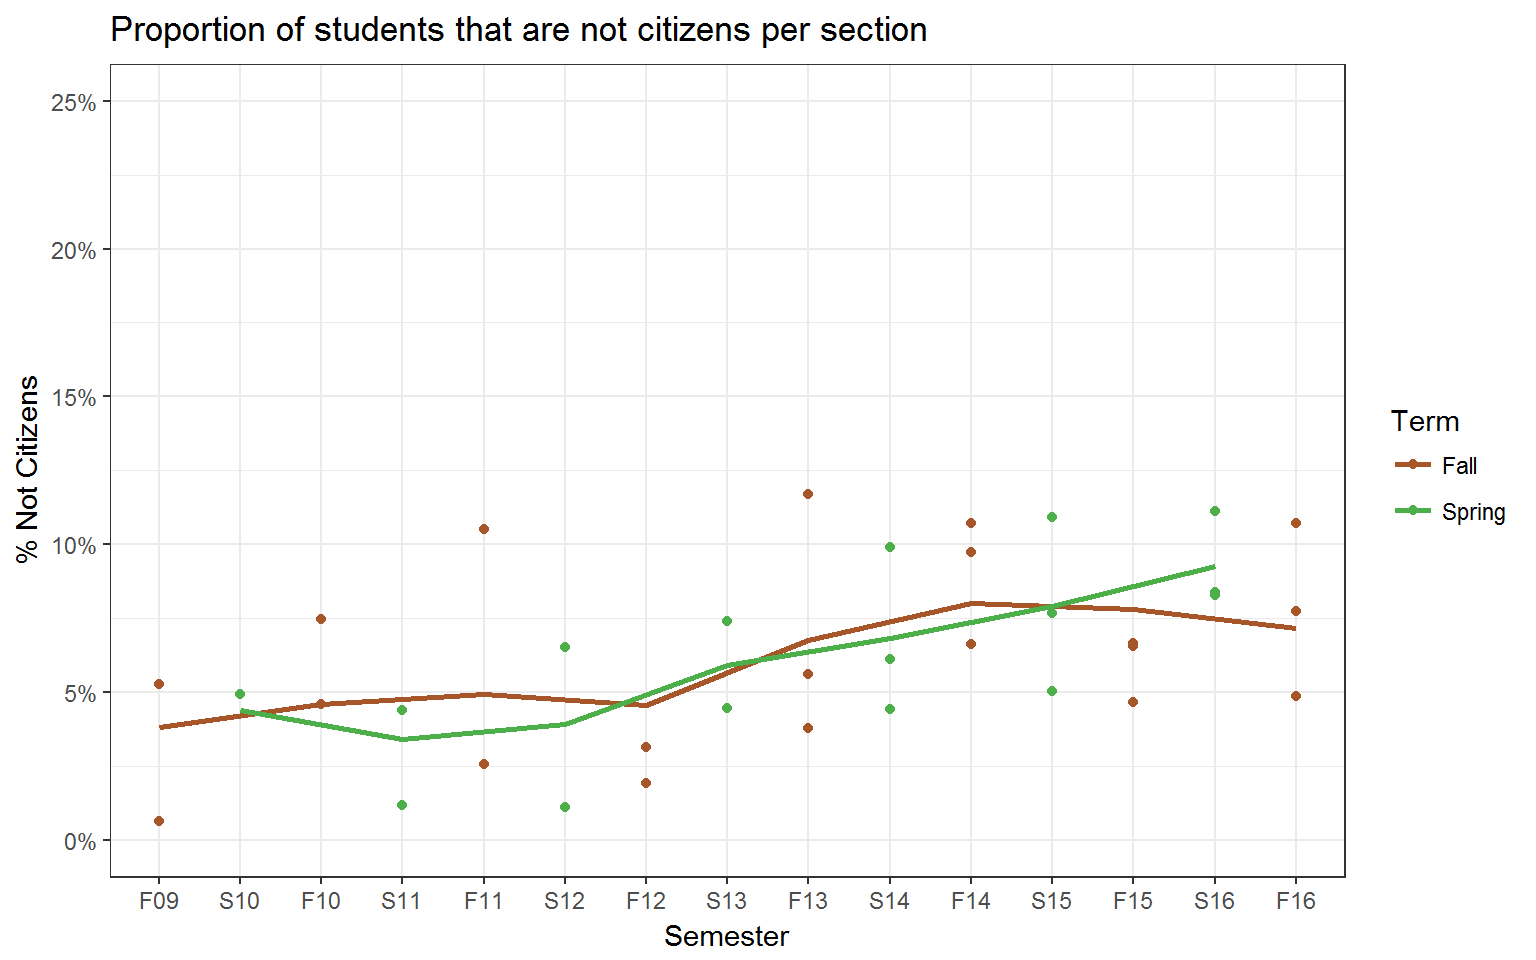 Proportion of students that are not citizens per section
25%
20%
15%
10%
5%
0%
% Not Citizens
F09 S10 F10 S11 F11 S12 F12 S13 F13 S14 F14 S15 F15 S16 F16
Semester
Term
Fall
Spring